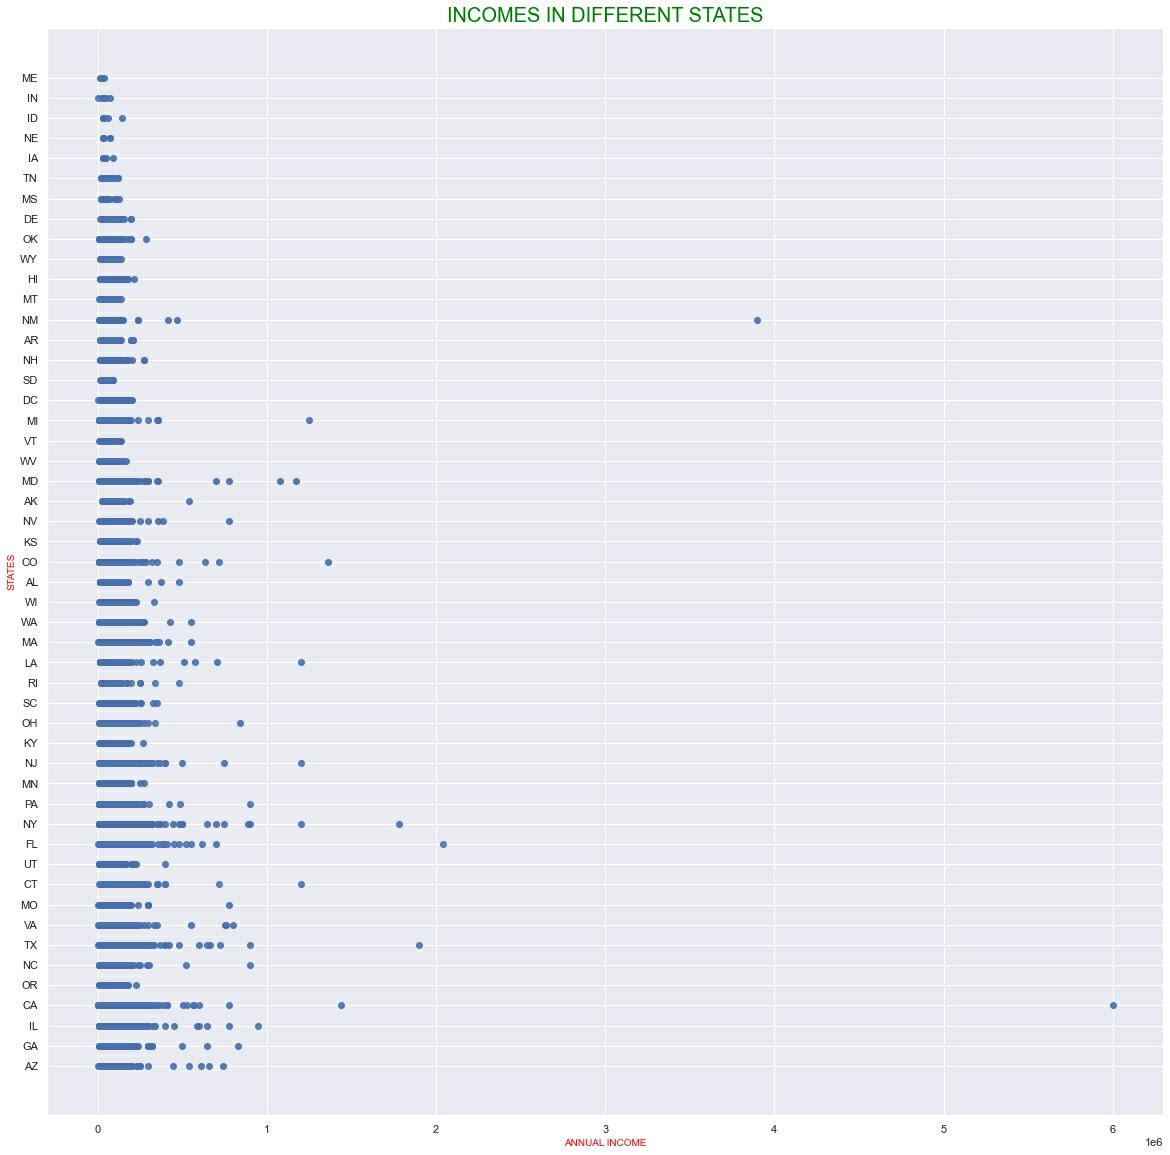 INCOMES IN DIFFERENT STATES
ME
IN
ID
NE
IA
TN
MS
DE
OK
WY
HI
MT
NM
AR
NH
SD
DC
MI
VT
WV
MD
AK
NV
KS
CO
AL
WI
WA
MA
LA
RI
SC
OH
KY
NJ
MN
PA
NY
FL
UT
CT
MO
VA
TX
NC
OR
CA
IL
GA
AZ
STATES
0 1 2 3 4 5 6
1e6
ANNUAL INCOME